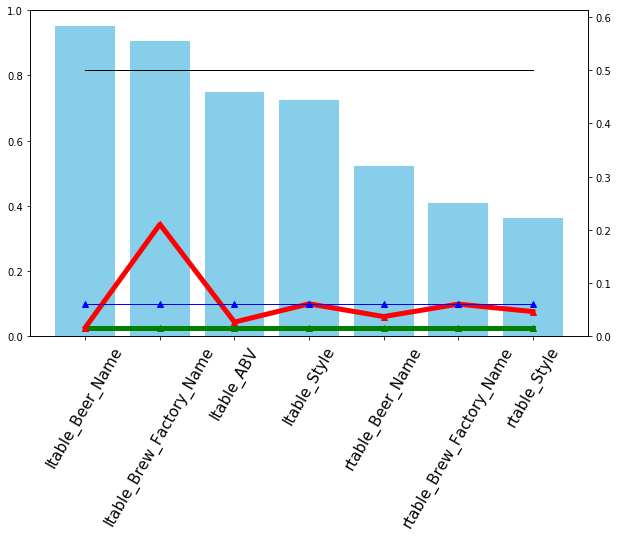 1.0
0.8
0.6
0.4
0.2
0.0
0.6
0.5
0.4
0.3
0.2
0.1
0.0
ltable_Beer_Name
ltable_Brew_Factory_Name
ltable_ABV
ltable_Style
rtable_Beer_Name
rtable_Brew_Factory_Name
rtable_Style